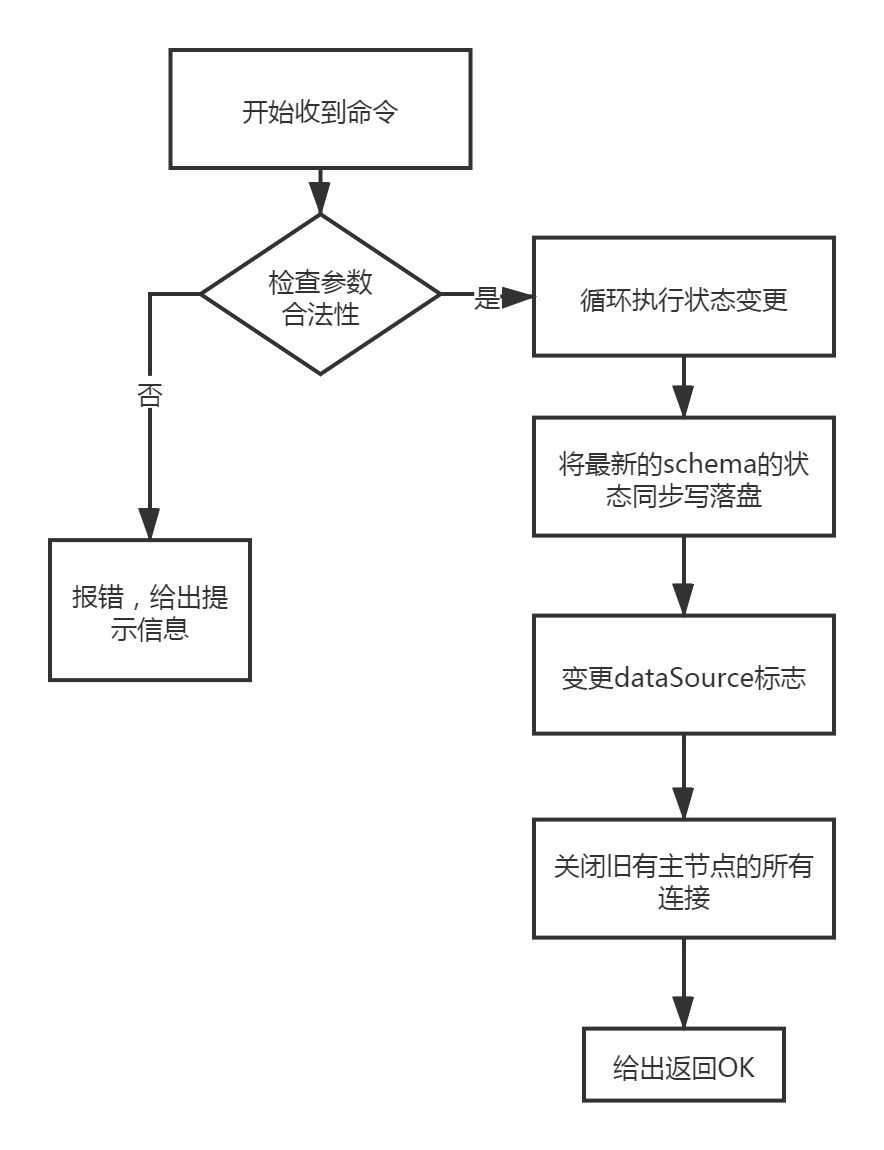 开始收到命令
检查参数
合法性
是
循环执行状态变更
否
将最新的schema的状
态同步写落盘
报错，给出提
示信息
变更dataSource标志
关闭旧有主节点的所有
连接
给出返回OK